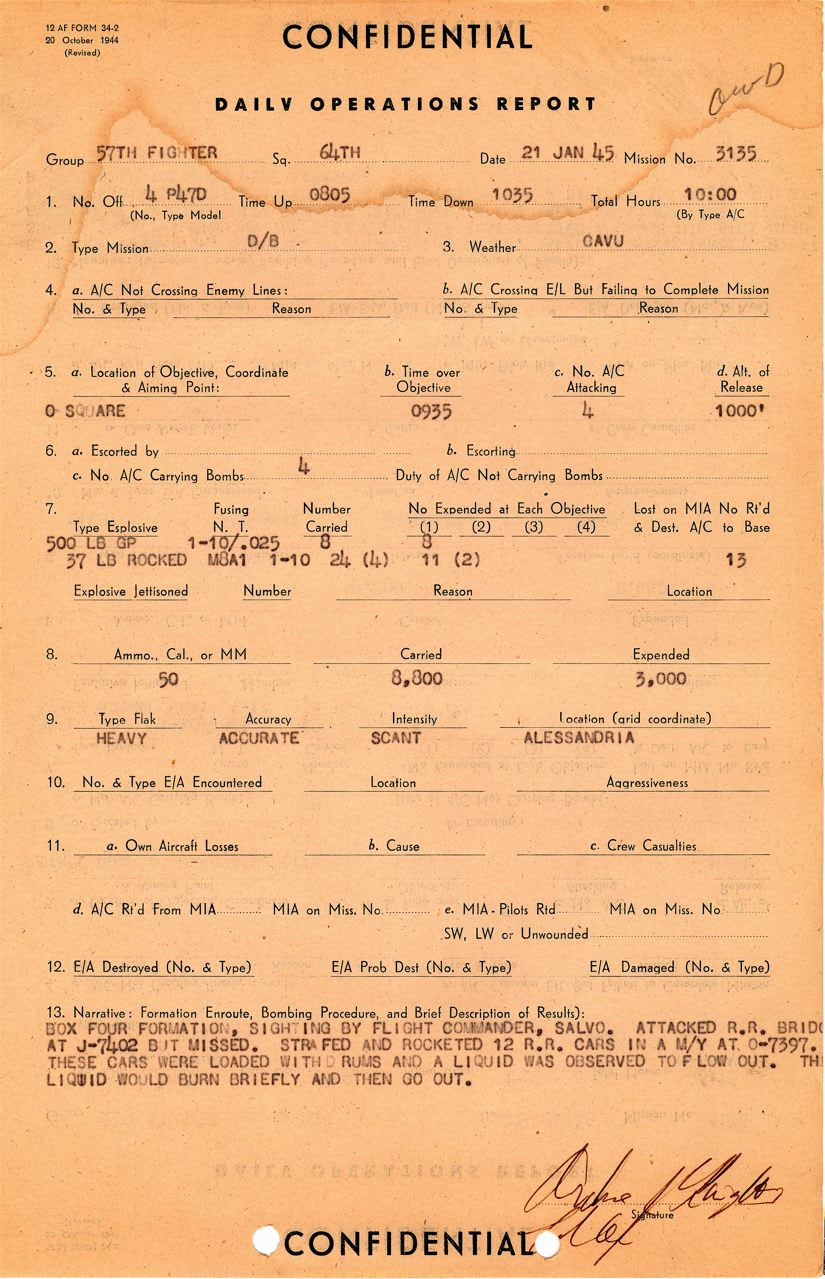 12 AF FORM 34-2
20 October 1944
(Revised)
CONFIDENTIAL
DAILY OPERATIONS REPORT
Group 57TH FIGHTER Sq. 64TH Date 21 JAN 45 Mission No. 3135
1. No. Off 4 P47D Time Up 0805 Time Down 1035 Total Hours 10:00
(No., Type Model (By Type A/C
2. Type Mission D/B 3. Weather CAVU
4. a. A/C Not Crossing Enemy Lines: b. A/C Crossing E/L But Failing to Complete Mission
No. & Type Reason No. & Type Reason
5. a. Location of Objective, Coordinate b. Time over c. No. A/C d. Alt. of
& Aiming Point: Objective Attacking Release
O SQUARE 0935 4 1000'
6. a. Escorted by b. Escorting
c. No. A/C Carrying Bombs 4 Duty of A/C Not Carrying Bombs
7. Fusing Number No Expended at Each Objective Lost on MIA No Rt'd
Type Explosive N. T. Carried (1) (2) (3) (4) & Dest. A/C to Base
500 LB GP 1-10/.025 8 8
37 LB ROCKED M8A1 1-10 24 (4) 11 (2) 13
Explosive Jettisoned Number Reason Location
8. Ammo., Cal., or MM Carried Expended
50 8,800 3,000
9. Type Flak Accuracy Intensity Location (grid coordinate)
HEAVY ACCURATE SCANT ALESSANDRIA
10. No. & Type E/A Encountered Location Aggressiveness
11. a. Own Aircraft Losses b. Cause c. Crew Casualties
d. A/C Rt'd From MIA MIA on Miss. No. e. MIA-Pilots Rtd MIA on Miss. No
SW, LW or Unwounded
12. E/A Destroyed (No. & Type) E/A Prob Dest (No. & Type) E/A Damaged (No. & Type)
13. Narrative: Formation Enroute, Bombing Procedure, and Brief Description of Results):
BOX FOUR FORMATION, SIGHTING BY FLIGHT COMMANDER, SALVO. ATTACKED R.R. BRIDG
AT J-7402 BUT MISSED. STRAFED AND ROCKETED 12 R.R. CARS IN A M/Y AT O-7397.
THESE CARS WERE LOADED WITH DRUMS AND A LIQUID WAS OBSERVED TO FLOW OUT. TH
LIQUID WOULD BURN BRIEFLY AND THEN GO OUT.
Signature
CONFIDENTIAL